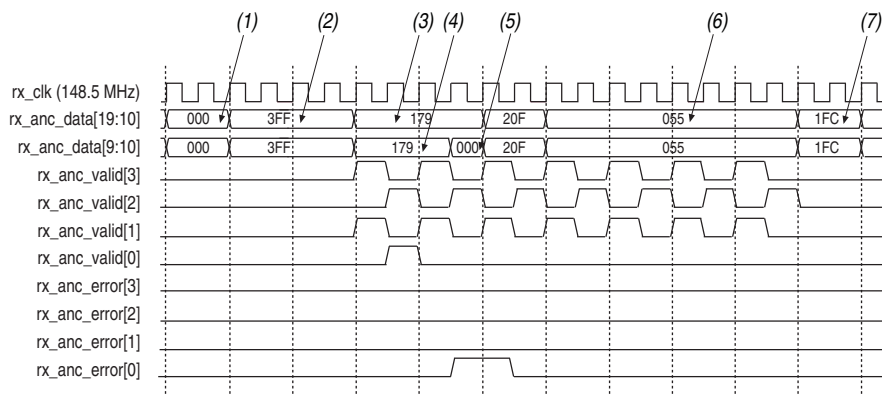 (1) (2) (3) (4) (5) (6) (7)
rx_clk (148.5 MHz)
rx_anc_data[19:10] 000 3FF 179 20F 055 1FC
rx_anc_data[9:10] 000 3FF 179 000 20F 055 1FC
rx_anc_valid[3]
rx_anc_valid[2]
rx_anc_valid[1]
rx_anc_valid[0]
rx_anc_error[3]
rx_anc_error[2]
rx_anc_error[1]
rx_anc_error[0]